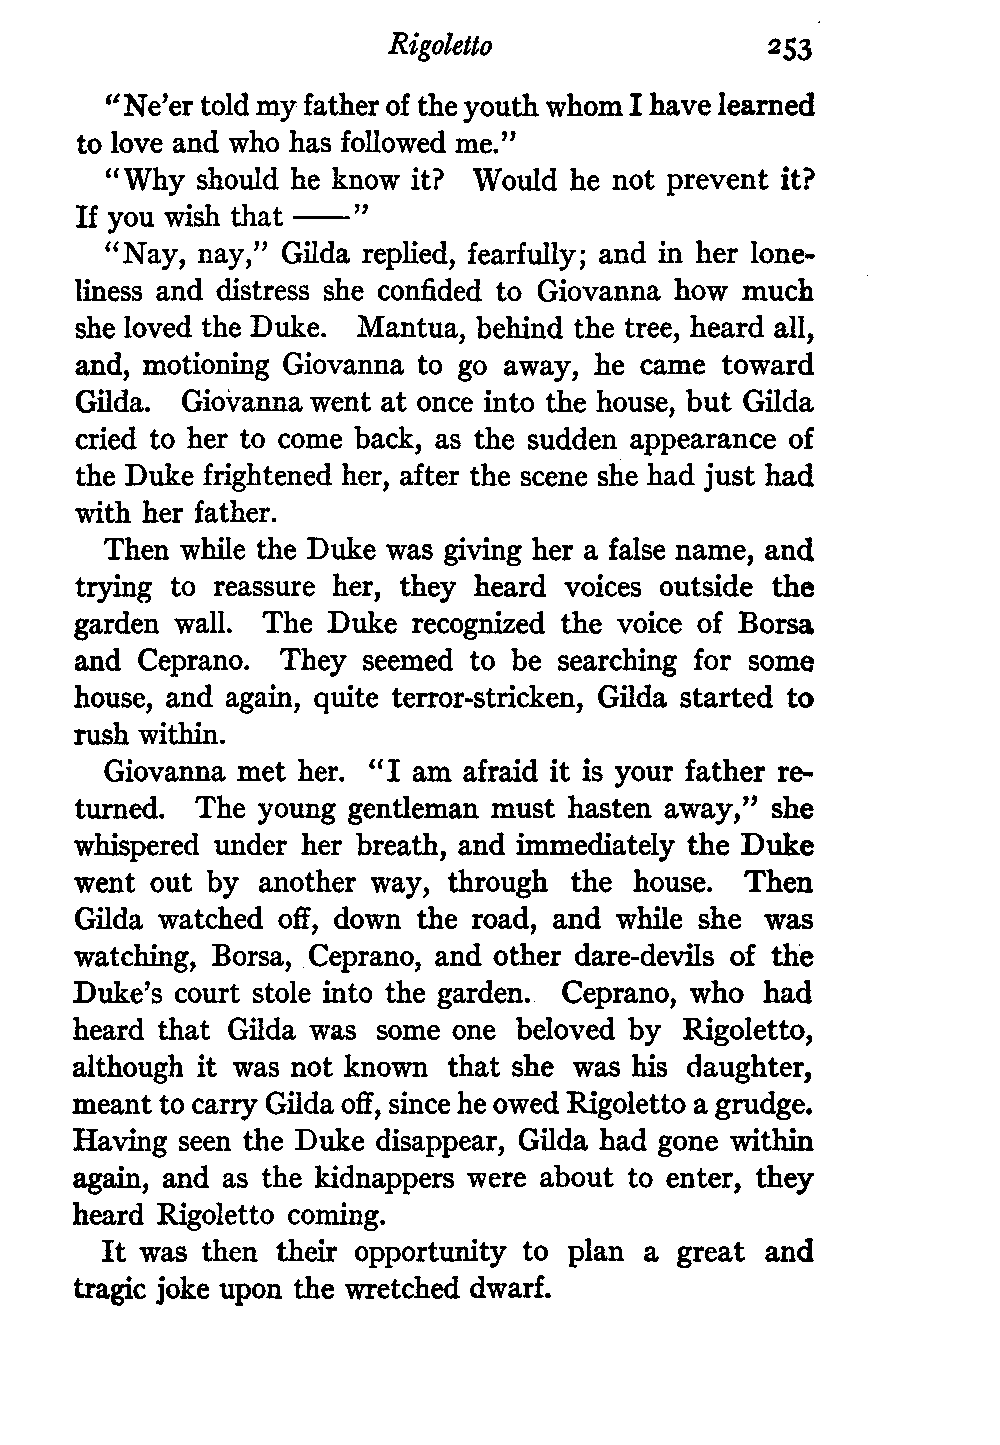 Rigoletto 253
“Ne’er told my father of the youth whom I have learned
to love and who has followed me.”
“Why should he know it? Would he not prevent it?
If you wish that ——”
“Nay, nay,” Gilda replied, fearfully; and in her lone-
liness and distress she confided to Giovanna how much
she loved the Duke. Mantua, behind the tree, heard all,
and, motioning Giovanna to go away, he came toward
Gilda. Giovanna went at once into the house, but Gilda
cried to her to come back, as the sudden appearance of
the Duke frightened her, after the scene she had just had
with her father.
Then while the Duke was giving her a false name, and
trying to reassure her, they heard voices outside the
garden wall. The Duke recognized the voice of Borsa
and Ceprano. They seemed to be searching for some
house, and again, quite terror-stricken, Gilda started to
rush within.
Giovanna met her. “I am afraid it is your father re-
turned. The young gentleman must hasten away,” she
whispered under her breath, and immediately the Duke
went out by another way, through the house. Then
Gilda watched off, down the road, and while she was
watching, Borsa, Ceprano, and other dare-devils of the
Duke’s court stole into the garden. Ceprano, who had
heard that Gilda was some one beloved by Rigoletto,
although it was not known that she was his daughter,
meant to carry Gilda off, since he owed Rigoletto a grudge.
Having seen the Duke disappear, Gilda had gone within
again, and as the kidnappers were about to enter, they
heard Rigoletto coming.
It was then their opportunity to plan a great and
tragic joke upon the wretched dwarf.